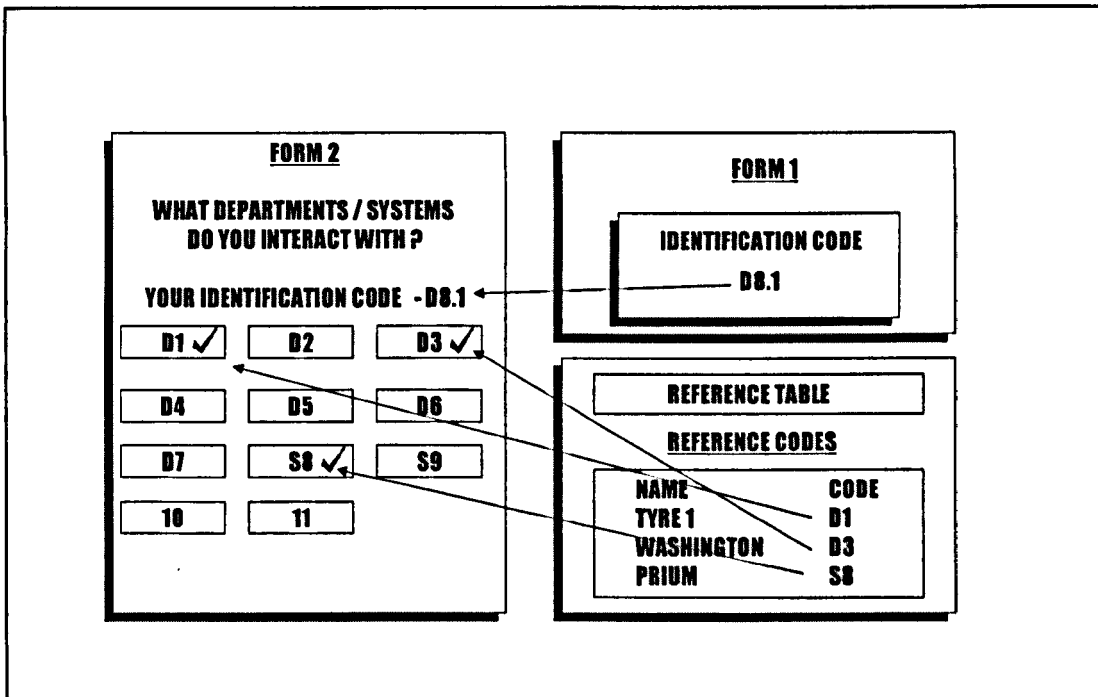 FORM 2
WHAT DEPARTMENTS / SYSTEMS
DO YOU INTERACT WITH ?
YOUR IDENTIFICATION CODE - D8.1
D1 ✓ D2 D3 ✓
D4 D5 D6
D7 S8 ✓ S9
10 11
FORM 1
IDENTIFICATION CODE
D8.1
REFERENCE TABLE
REFERENCE CODES
NAME CODE
TYRE 1 D1
WASHINGTON D3
PRIUM S8